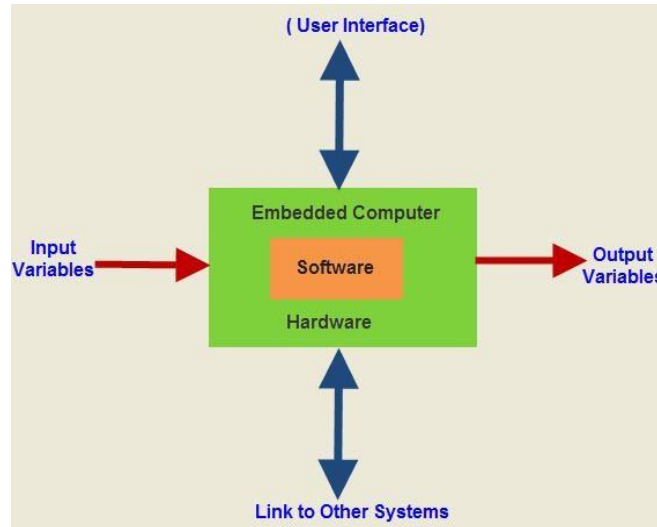 ( User Interface)
Embedded Computer
Input
Variables
Software
Output
Variables
Hardware
Link to Other Systems